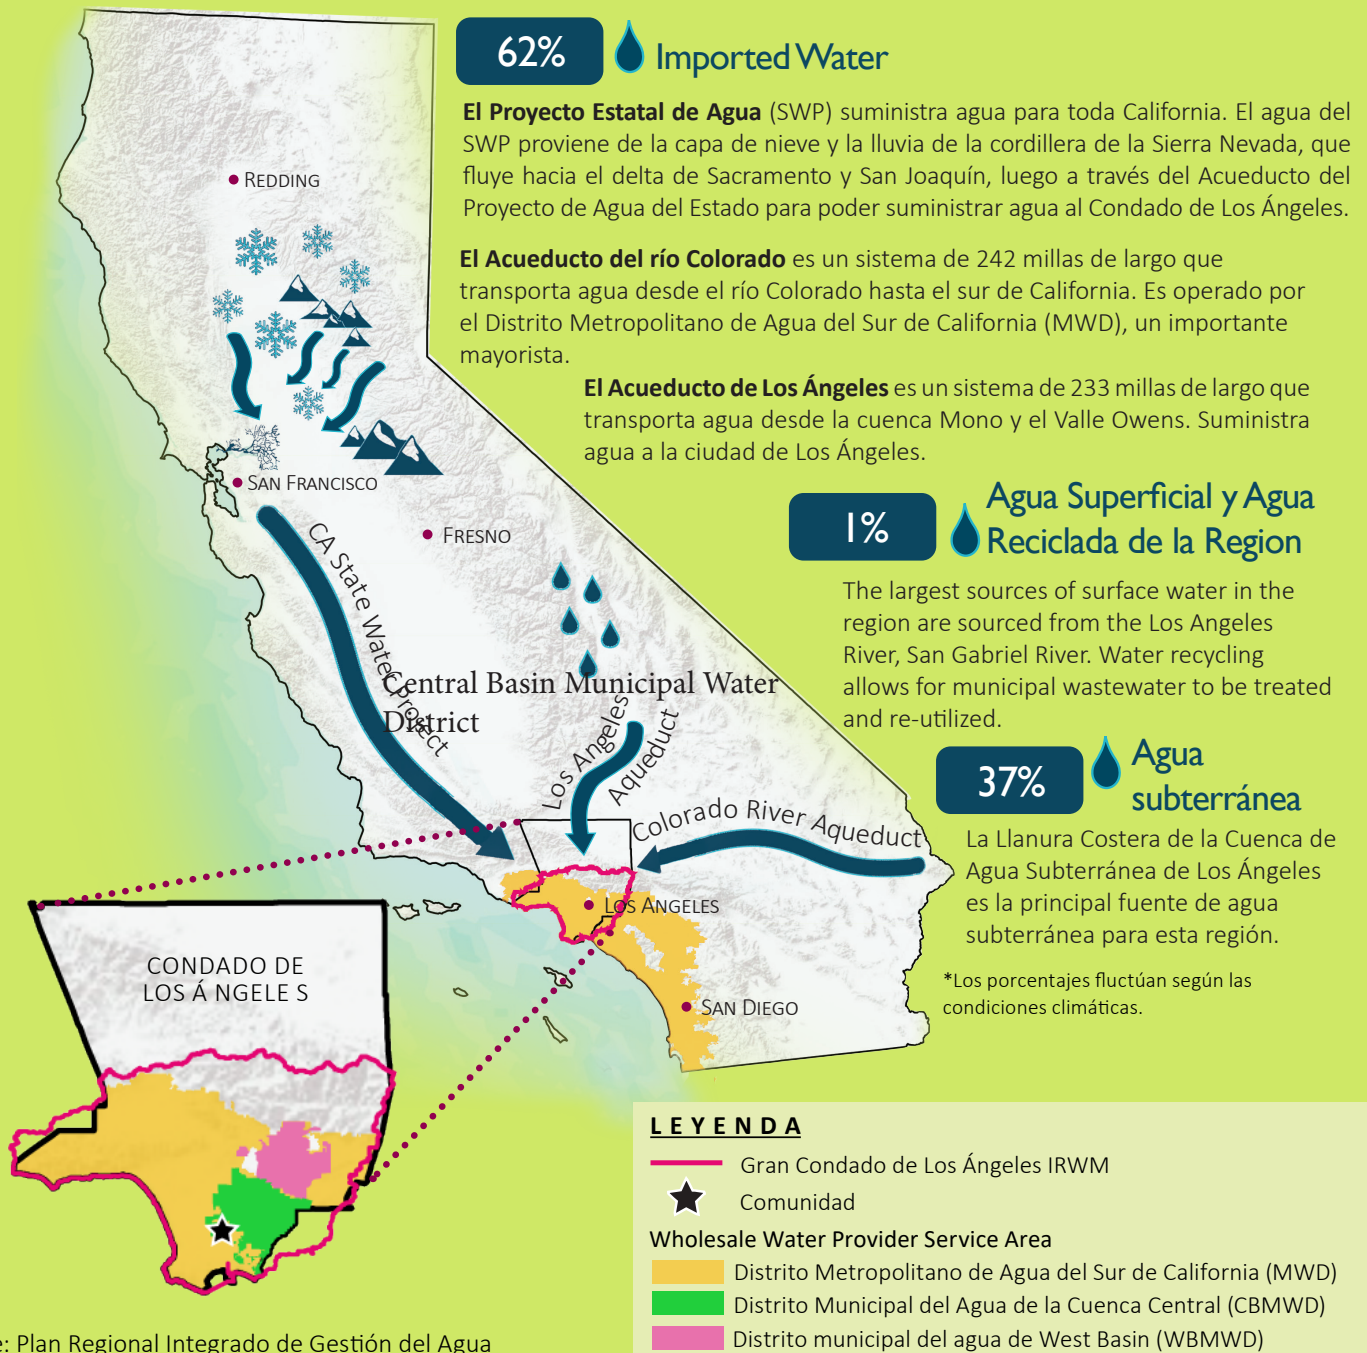 62%
Imported Water
El Proyecto Estatal de Agua (SWP) suministra agua para toda California. El agua del
SWP proviene de la capa de nieve y la lluvia de la cordillera de la Sierra Nevada, que
fluye hacia el delta de Sacramento y San Joaquín, luego a través del Acueducto del
Proyecto de Agua del Estado para poder suministrar agua al Condado de Los Ángeles.
El Acueducto del río Colorado es un sistema de 242 millas de largo que
transporta agua desde el río Colorado hasta el sur de California. Es operado por
el Distrito Metropolitano de Agua del Sur de California (MWD), un importante
mayorista.
El Acueducto de Los Ángeles es un sistema de 233 millas de largo que
transporta agua desde la cuenca Mono y el Valle Owens. Suministra
agua a la ciudad de Los Ángeles.
1%
Agua Superficial y Agua
Reciclada de la Region
The largest sources of surface water in the
region are sourced from the Los Angeles
River, San Gabriel River. Water recycling
allows for municipal wastewater to be treated
and re-utilized.
37%
Agua
subterránea
La Llanura Costera de la Cuenca de
Agua Subterránea de Los Ángeles
es la principal fuente de agua
subterránea para esta región.
*Los porcentajes fluctúan según las
condiciones climáticas.
REDDING
SAN FRANCISCO
FRESNO
CA State Water Project
Central Basin Municipal Water
District
Los Angeles
Aqueduct
Colorado River Aqueduct
LOS ANGELES
SAN DIEGO
CONDADO DE
LOS Á NGELE S
LEYENDA
Gran Condado de Los Ángeles IRWM
Comunidad
Wholesale Water Provider Service Area
Distrito Metropolitano de Agua del Sur de California (MWD)
Distrito Municipal del Agua de la Cuenca Central (CBMWD)
Distrito municipal del agua de West Basin (WBMWD)
e: Plan Regional Integrado de Gestión del Agua